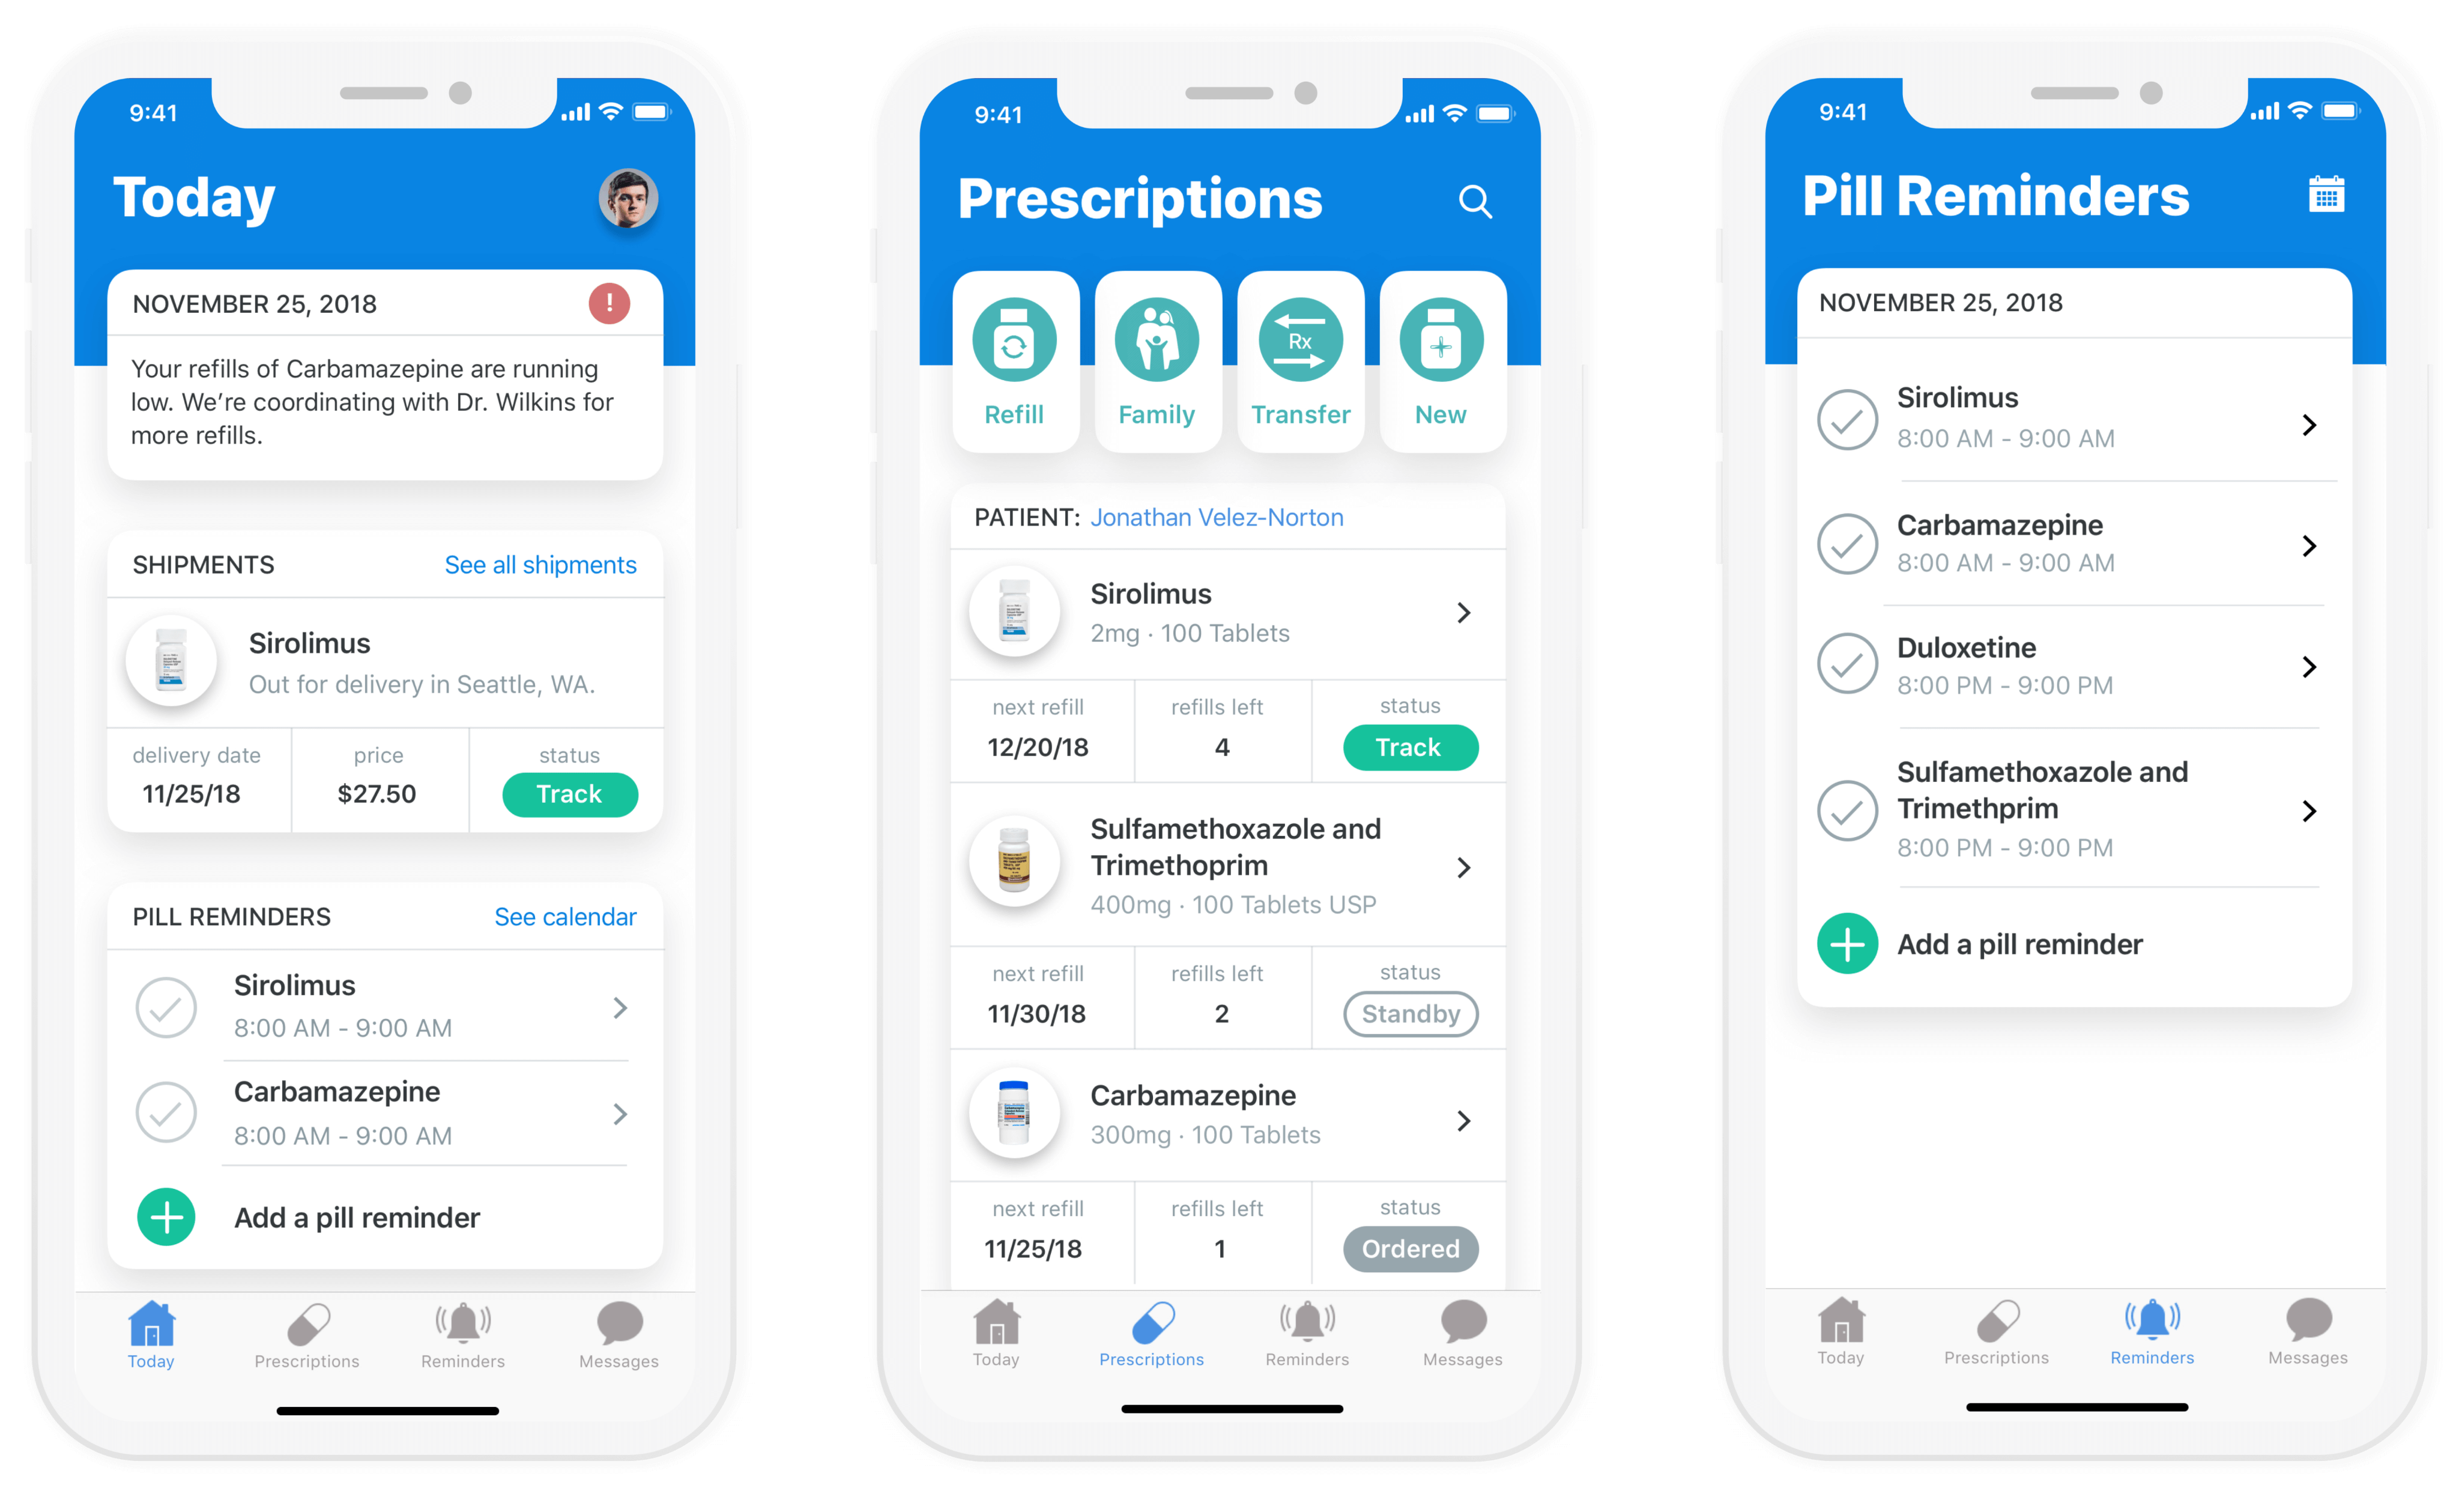 9:41
Today
NOVEMBER 25, 2018
!
Your refills of Carbamazepine are running
low. We’re coordinating with Dr. Wilkins for
more refills.
SHIPMENTS See all shipments
Sirolimus
Out for delivery in Seattle, WA.
delivery date price status
11/25/18 $27.50 Track
PILL REMINDERS See calendar
Sirolimus
8:00 AM - 9:00 AM
Carbamazepine
8:00 AM - 9:00 AM
Add a pill reminder
Today Prescriptions Reminders Messages
9:41
Prescriptions
Rx
Refill Family Transfer New
PATIENT: Jonathan Velez-Norton
Sirolimus
2mg · 100 Tablets
next refill refills left status
12/20/18 4 Track
Sulfamethoxazole and
Trimethoprim
400mg · 100 Tablets USP
next refill refills left status
11/30/18 2 Standby
Carbamazepine
300mg · 100 Tablets
next refill refills left status
11/25/18 1 Ordered
Today Prescriptions Reminders Messages
9:41
Pill Reminders
NOVEMBER 25, 2018
Sirolimus
8:00 AM - 9:00 AM
Carbamazepine
8:00 AM - 9:00 AM
Duloxetine
8:00 PM - 9:00 PM
Sulfamethoxazole and
Trimethprim
8:00 PM - 9:00 PM
Add a pill reminder
Today Prescriptions Reminders Messages